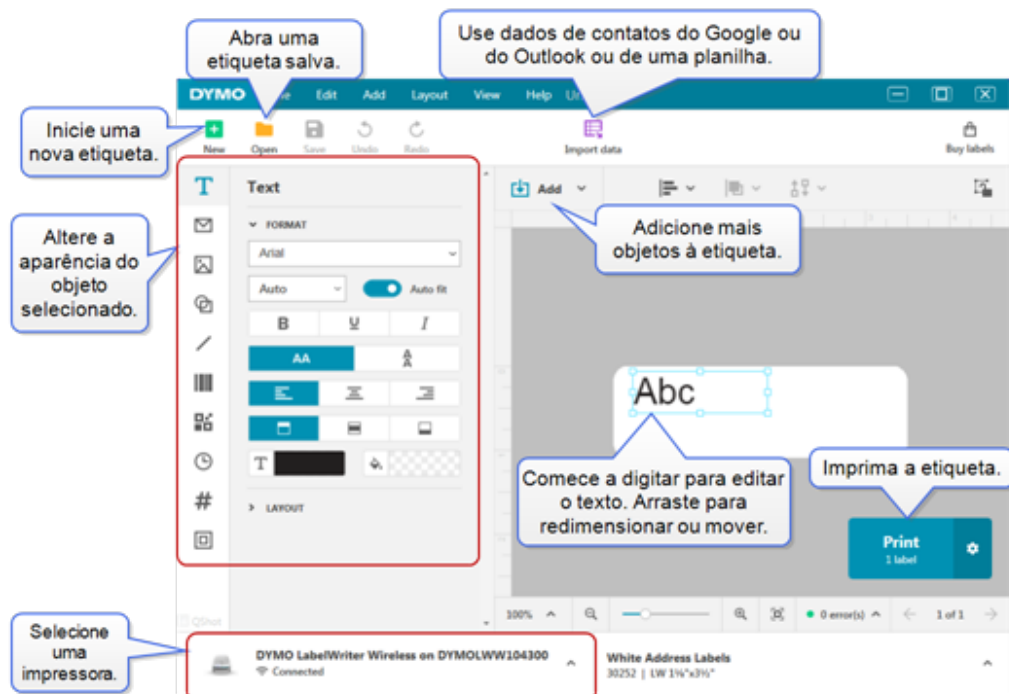 Abra uma
etiqueta salva.
Use dados de contatos do Google ou
do Outlook ou de uma planilha.
Inicie uma
nova etiqueta.
DYMO
Edit Add Layout View Help
New Open Save Undo Redo
Import data
Buy labels
Altere a
aparência do
objeto
selecionado.
Text
FORMAT
Arial
Auto
Auto fit
B U I
AA
A
A
T
LAYOUT
Add
Adicione mais
objetos à etiqueta.
Abc
Comece a digitar para editar
o texto. Arraste para
redimensionar ou mover.
Imprima a etiqueta.
Print
1 label
QShot
100%
0 error(s)
1 of 1
Selecione
uma
impressora.
DYMO LabelWriter Wireless on DYMOLWW104300
Connected
White Address Labels
30252 | LW 1⅛"x3½"